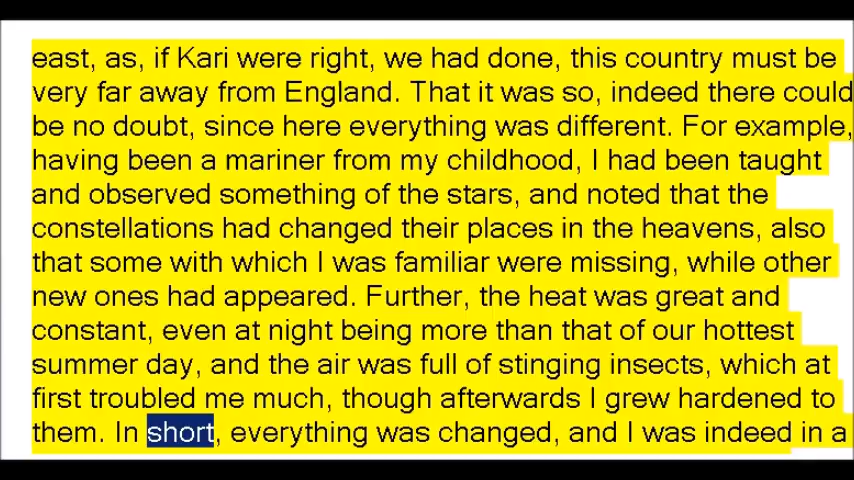 east, as, if Kari were right, we had done, this country must be
very far away from England. That it was so, indeed there could
be no doubt, since here everything was different. For example,
having been a mariner from my childhood, I had been taught
and observed something of the stars, and noted that the
constellations had changed their places in the heavens, also
that some with which I was familiar were missing, while other
new ones had appeared. Further, the heat was great and
constant, even at night being more than that of our hottest
summer day, and the air was full of stinging insects, which at
first troubled me much, though afterwards I grew hardened to
them. In short, everything was changed, and I was indeed in a